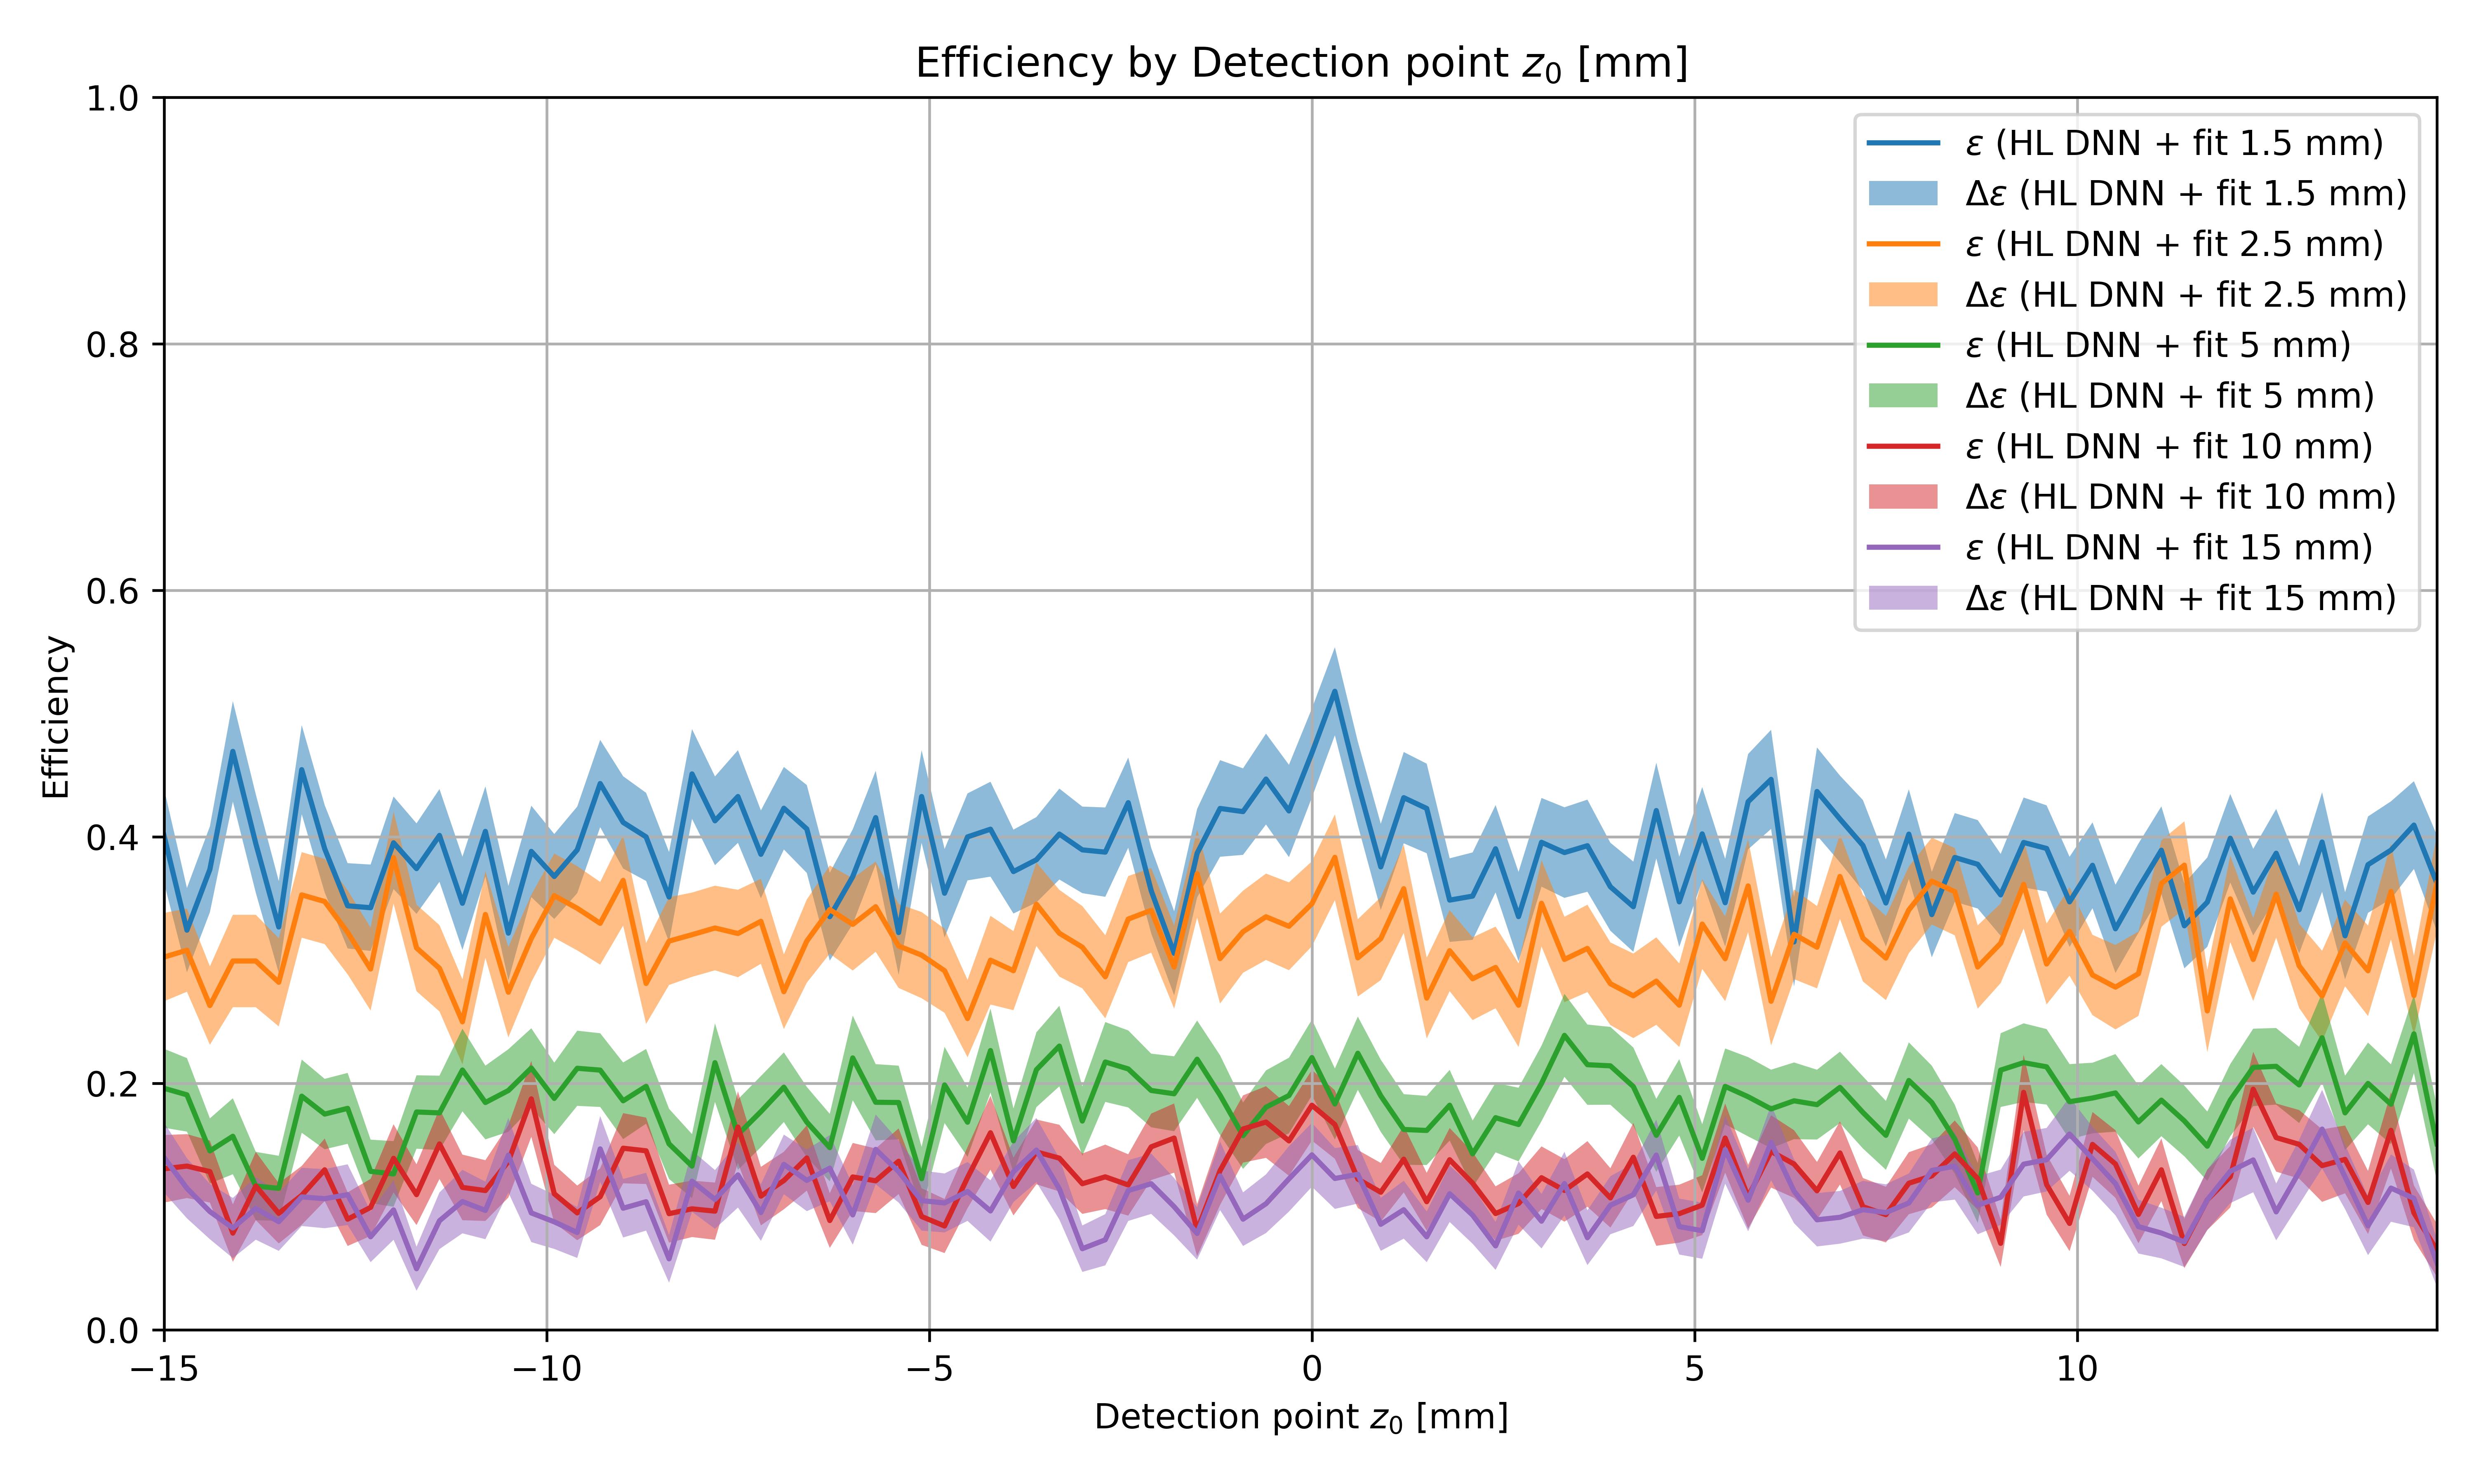 Efficiency by Detection point z₀ [mm]
1.0
0.8
0.6
0.4
0.2
0.0
Efficiency
ε (HL DNN + fit 1.5 mm)
Δε (HL DNN + fit 1.5 mm)
ε (HL DNN + fit 2.5 mm)
Δε (HL DNN + fit 2.5 mm)
ε (HL DNN + fit 5 mm)
Δε (HL DNN + fit 5 mm)
ε (HL DNN + fit 10 mm)
Δε (HL DNN + fit 10 mm)
ε (HL DNN + fit 15 mm)
Δε (HL DNN + fit 15 mm)
−15 −10 −5 0 5 10
Detection point z₀ [mm]